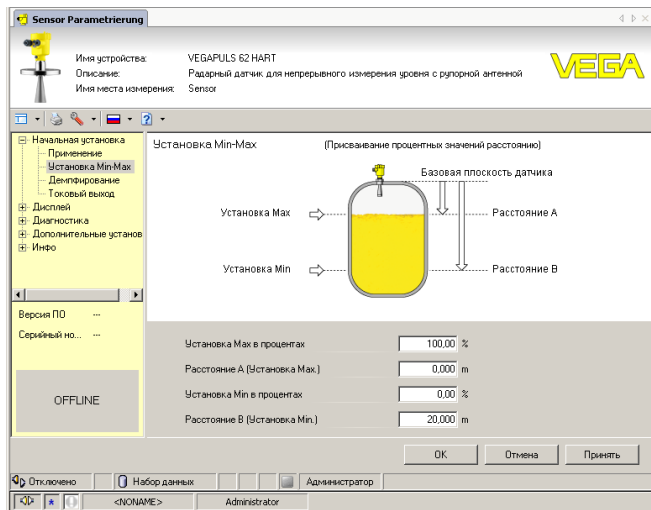 Sensor Parametrierung
Имя устройства: VEGAPULS 62 HART
Описание: Радарный датчик для непрерывного измерения уровня с рупорной антенной
Имя места измерения: Sensor
VEGA
Начальная установка
Применение
Установка Min-Max
Демпфирование
Токовый выход
Дисплей
Диагностика
Дополнительные установ
Инфо
Версия ПО ---
Серийный но... ---
OFFLINE
Установка Min-Max (Присваивание процентных значений расстоянию)
Базовая плоскость датчика
Установка Max
Расстояние A
Установка Min
Расстояние B
Установка Max в процентах 100,00 %
Расстояние A (Установка Max.) 0,000 m
Установка Min в процентах 0,00 %
Расстояние B (Установка Min.) 20,000 m
OK Отмена Принять
Отключено Набор данных Администратор
<NONAME> Administrator